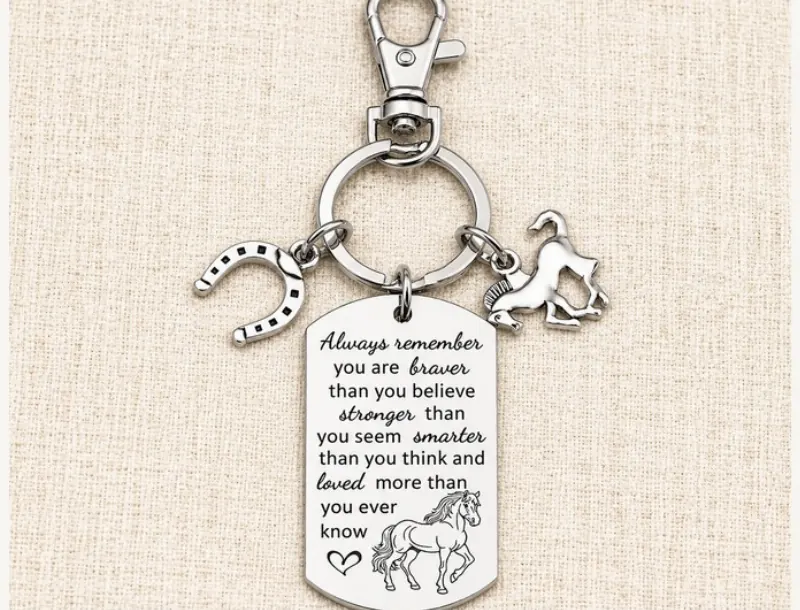 Always remember
you are braver
than you believe
stronger than
you seem smarter
than you think and
loved more than
you ever
know